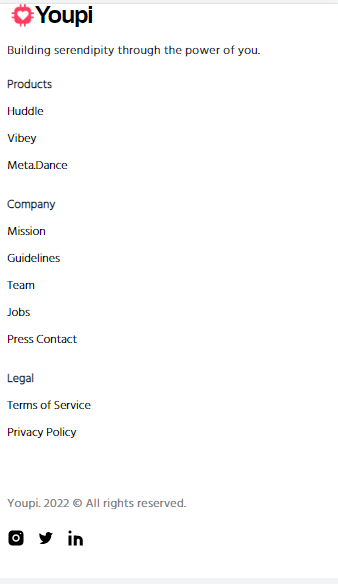 Youpi
Building serendipity through the power of you.
Products
Huddle
Vibey
Meta.Dance
Company
Mission
Guidelines
Team
Jobs
Press Contact
Legal
Terms of Service
Privacy Policy
Youpi. 2022 © All rights reserved.